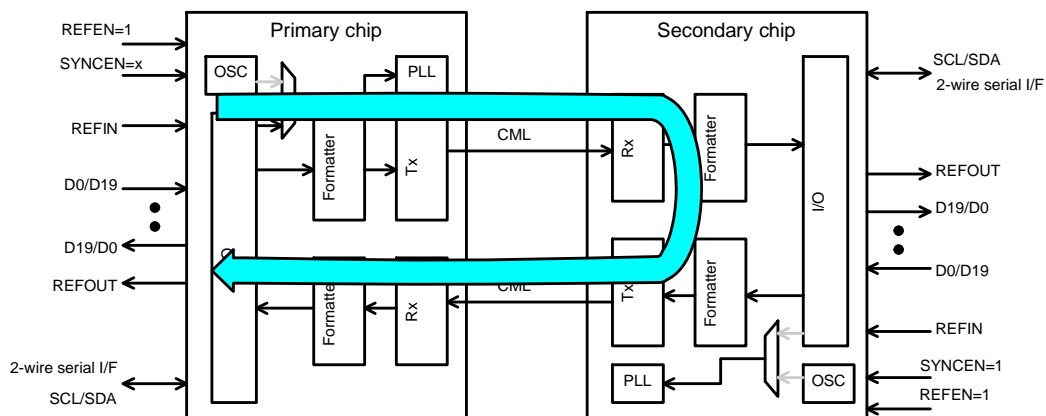 Primary chip
Secondary chip
REFEN=1
SYNCEN=x
REFIN
D0/D19
D19/D0
REFOUT
2-wire serial I/F
SCL/SDA
OSC
PLL
Formatter
Tx
CML
Rx
Formatter
I/O
Formatter
Rx
CML
Tx
Formatter
PLL
OSC
SCL/SDA
2-wire serial I/F
REFOUT
D19/D0
D0/D19
REFIN
SYNCEN=1
REFEN=1